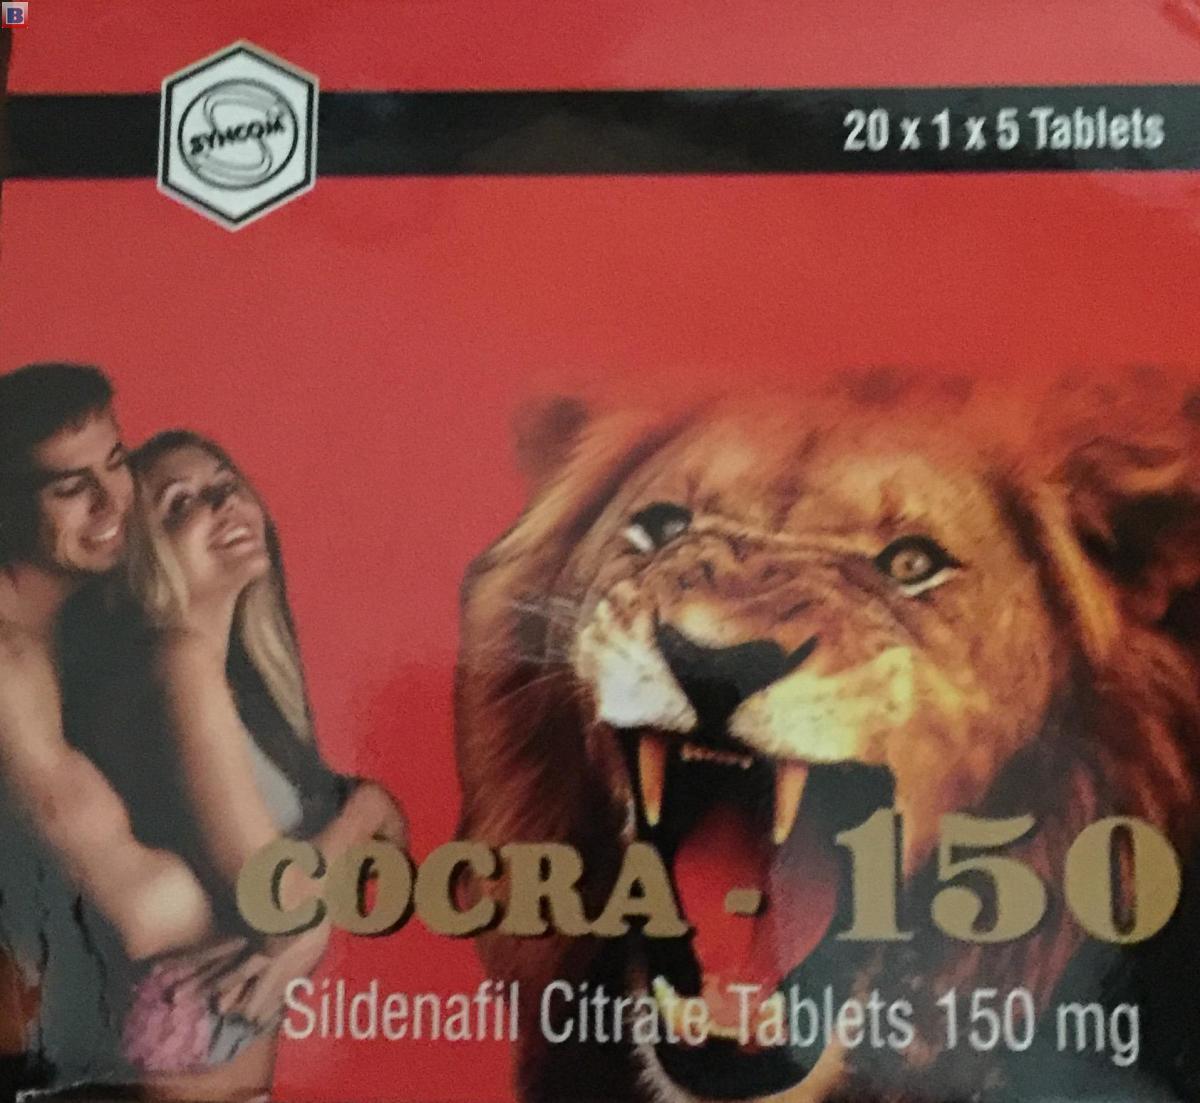 B
SYNCOM
20 x 1 x 5 Tablets
COCRA - 150
Sildenafil Citrate Tablets 150 mg